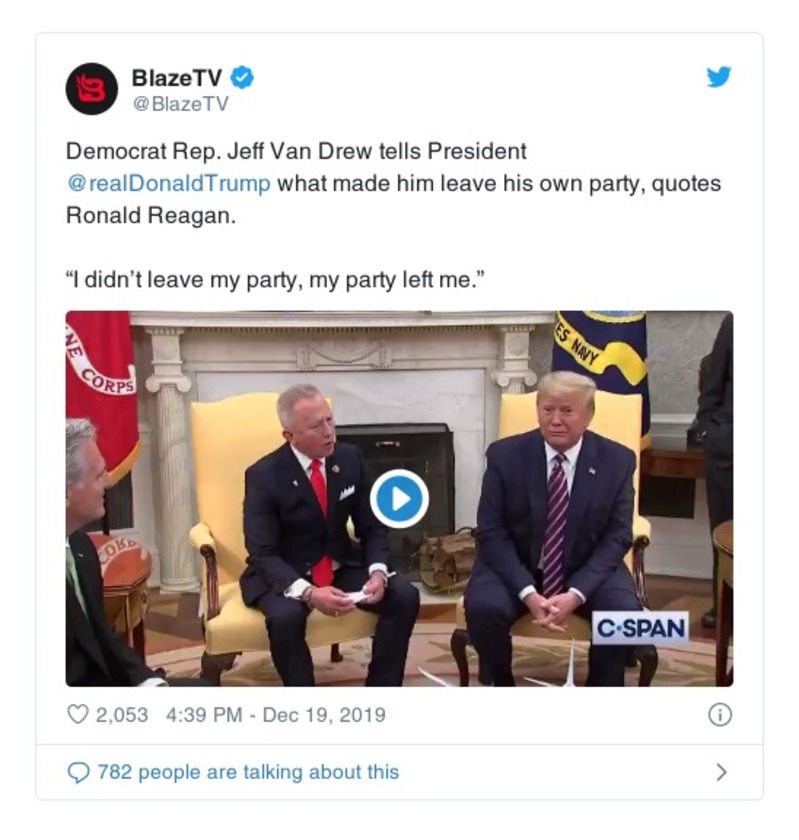 BlazeTV
@BlazeTV
Democrat Rep. Jeff Van Drew tells President
@realDonaldTrump what made him leave his own party, quotes
Ronald Reagan.
“I didn’t leave my party, my party left me.”
NE CORPS
ES NAVY
CORP
C-SPAN
2,053 4:39 PM - Dec 19, 2019
782 people are talking about this